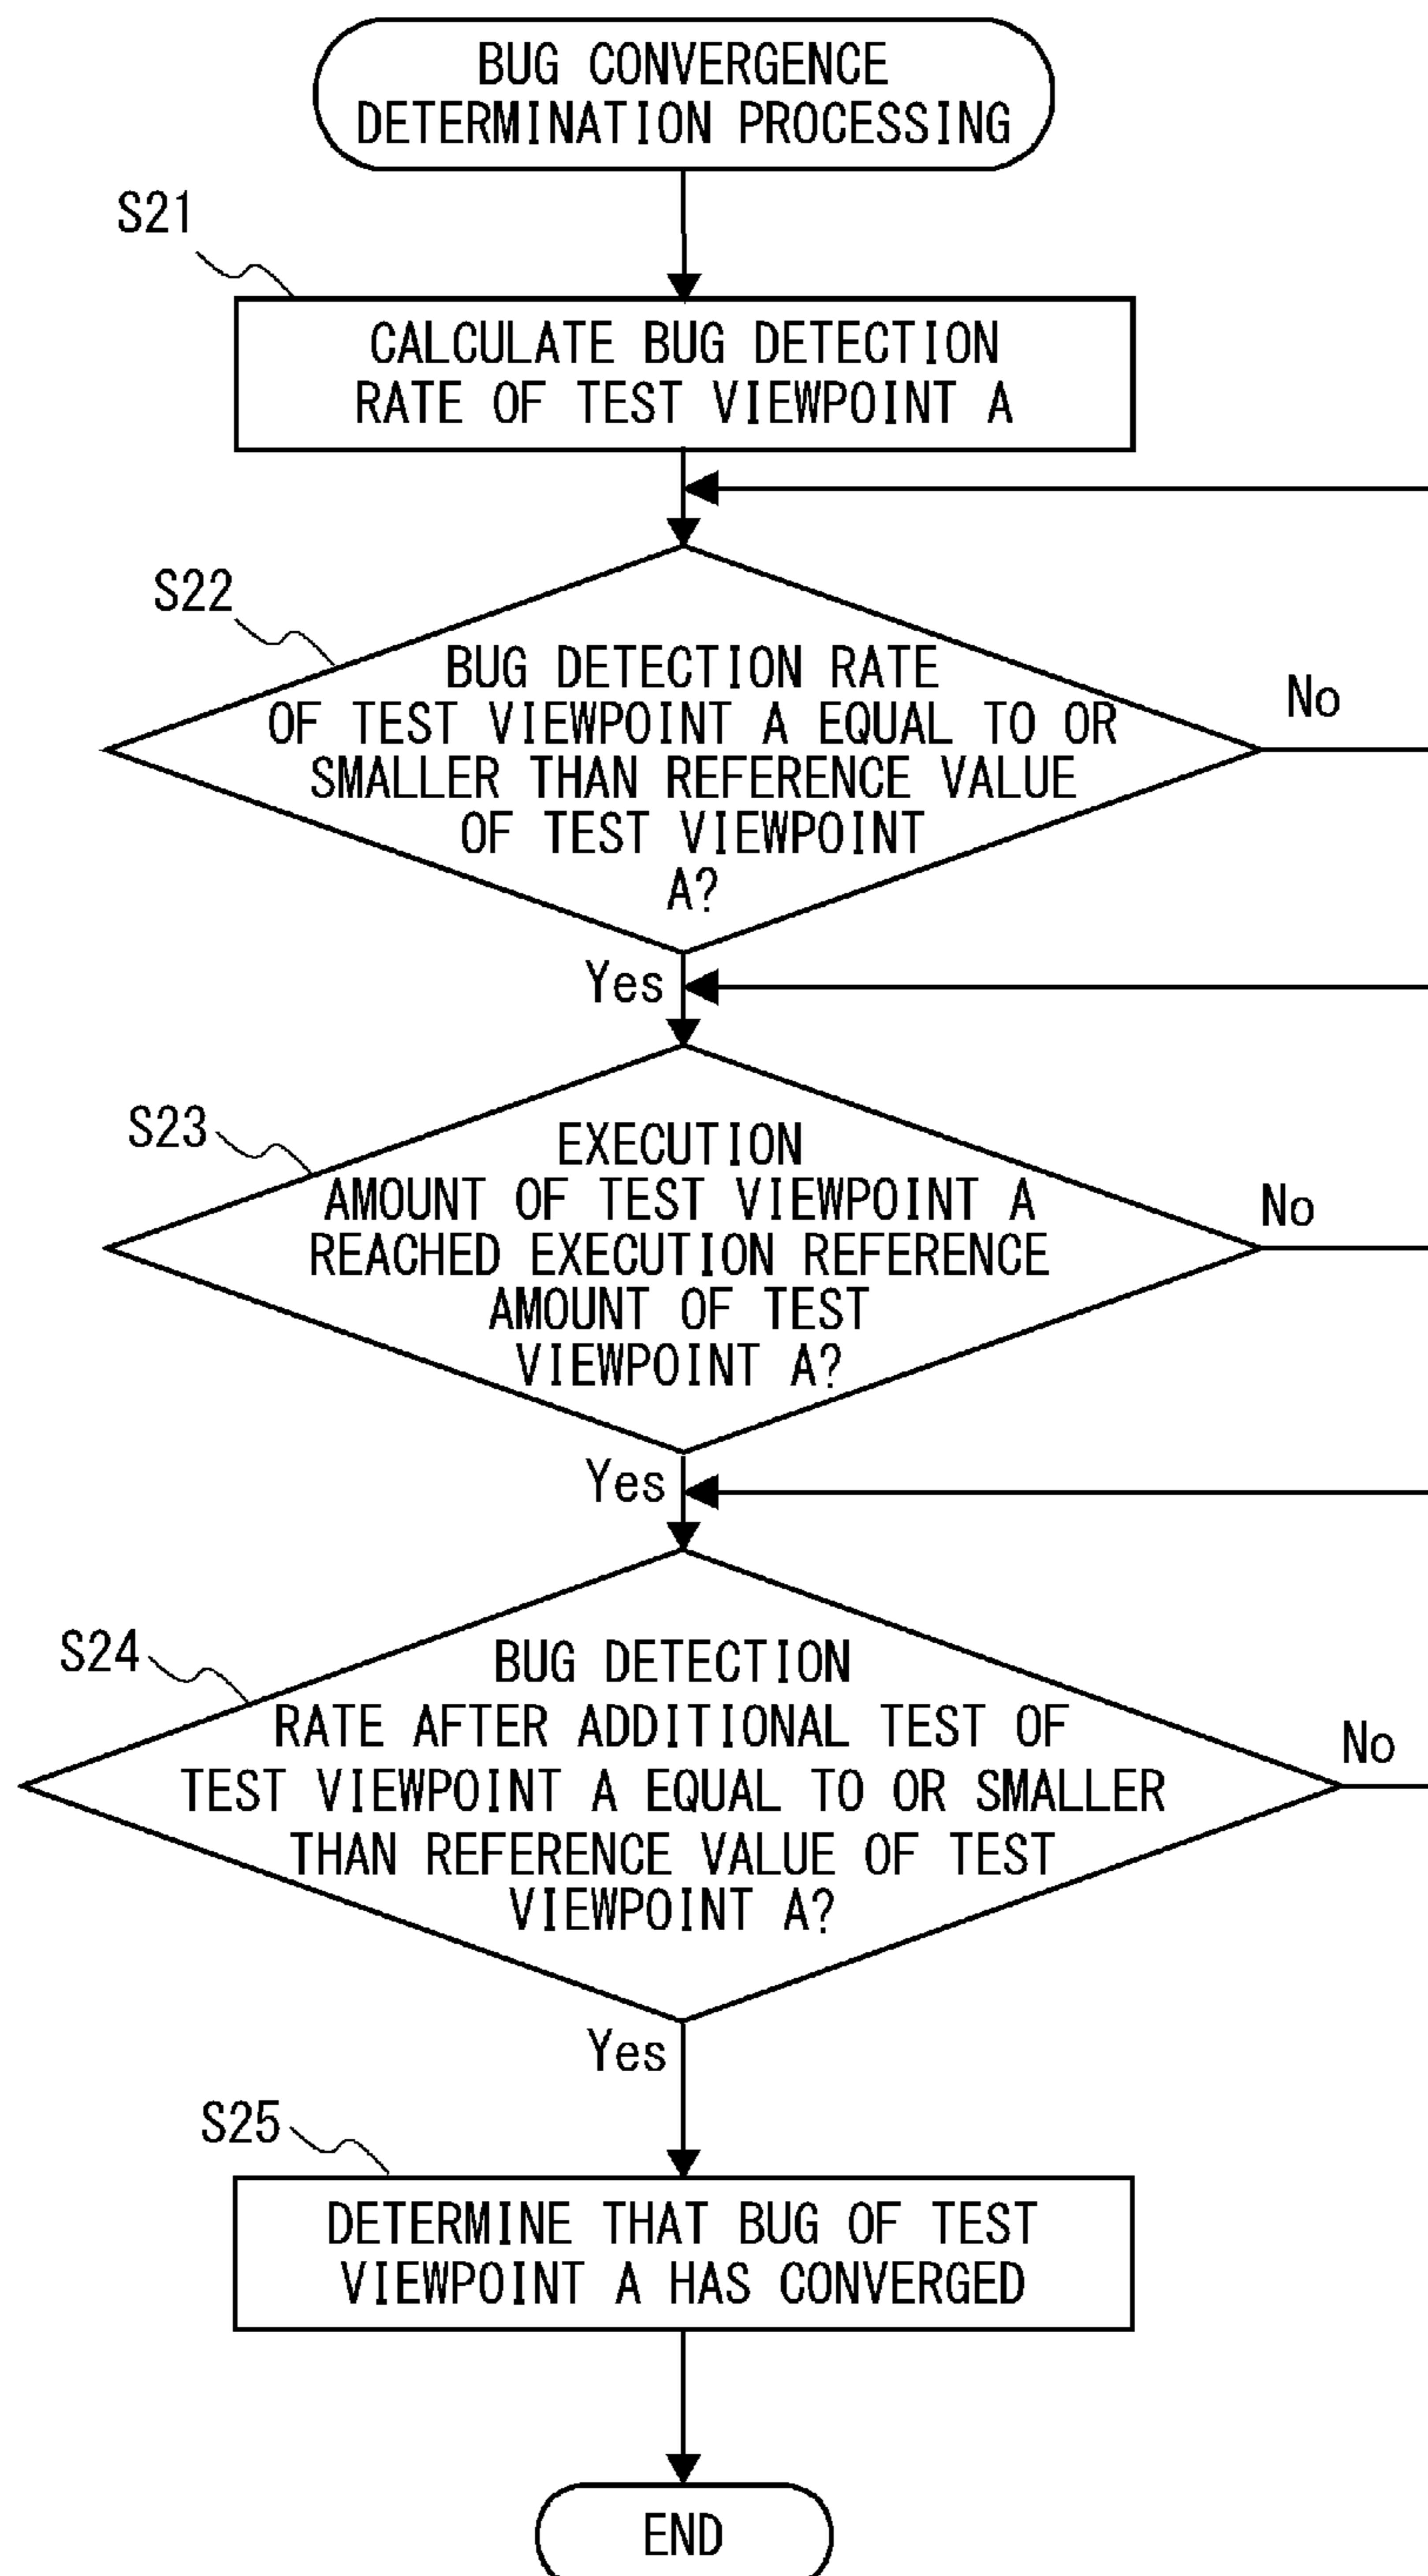 BUG CONVERGENCE
DETERMINATION PROCESSING
S21
CALCULATE BUG DETECTION
RATE OF TEST VIEWPOINT A
S22
BUG DETECTION RATE
OF TEST VIEWPOINT A EQUAL TO OR
SMALLER THAN REFERENCE VALUE
OF TEST VIEWPOINT
A?
No
Yes
S23
EXECUTION
AMOUNT OF TEST VIEWPOINT A
REACHED EXECUTION REFERENCE
AMOUNT OF TEST
VIEWPOINT A?
No
Yes
S24
BUG DETECTION
RATE AFTER ADDITIONAL TEST OF
TEST VIEWPOINT A EQUAL TO OR SMALLER
THAN REFERENCE VALUE OF TEST
VIEWPOINT A?
No
Yes
S25
DETERMINE THAT BUG OF TEST
VIEWPOINT A HAS CONVERGED
END